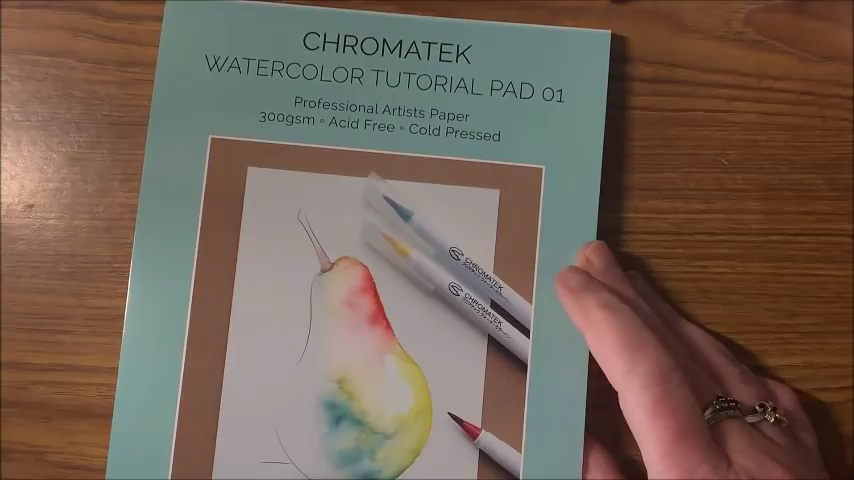 CHROMATEK
WATERCOLOR TUTORIAL PAD 01
Professional Artists Paper
300gsm ◦ Acid Free ◦ Cold Pressed
CHROMATEK
CHROMATEK